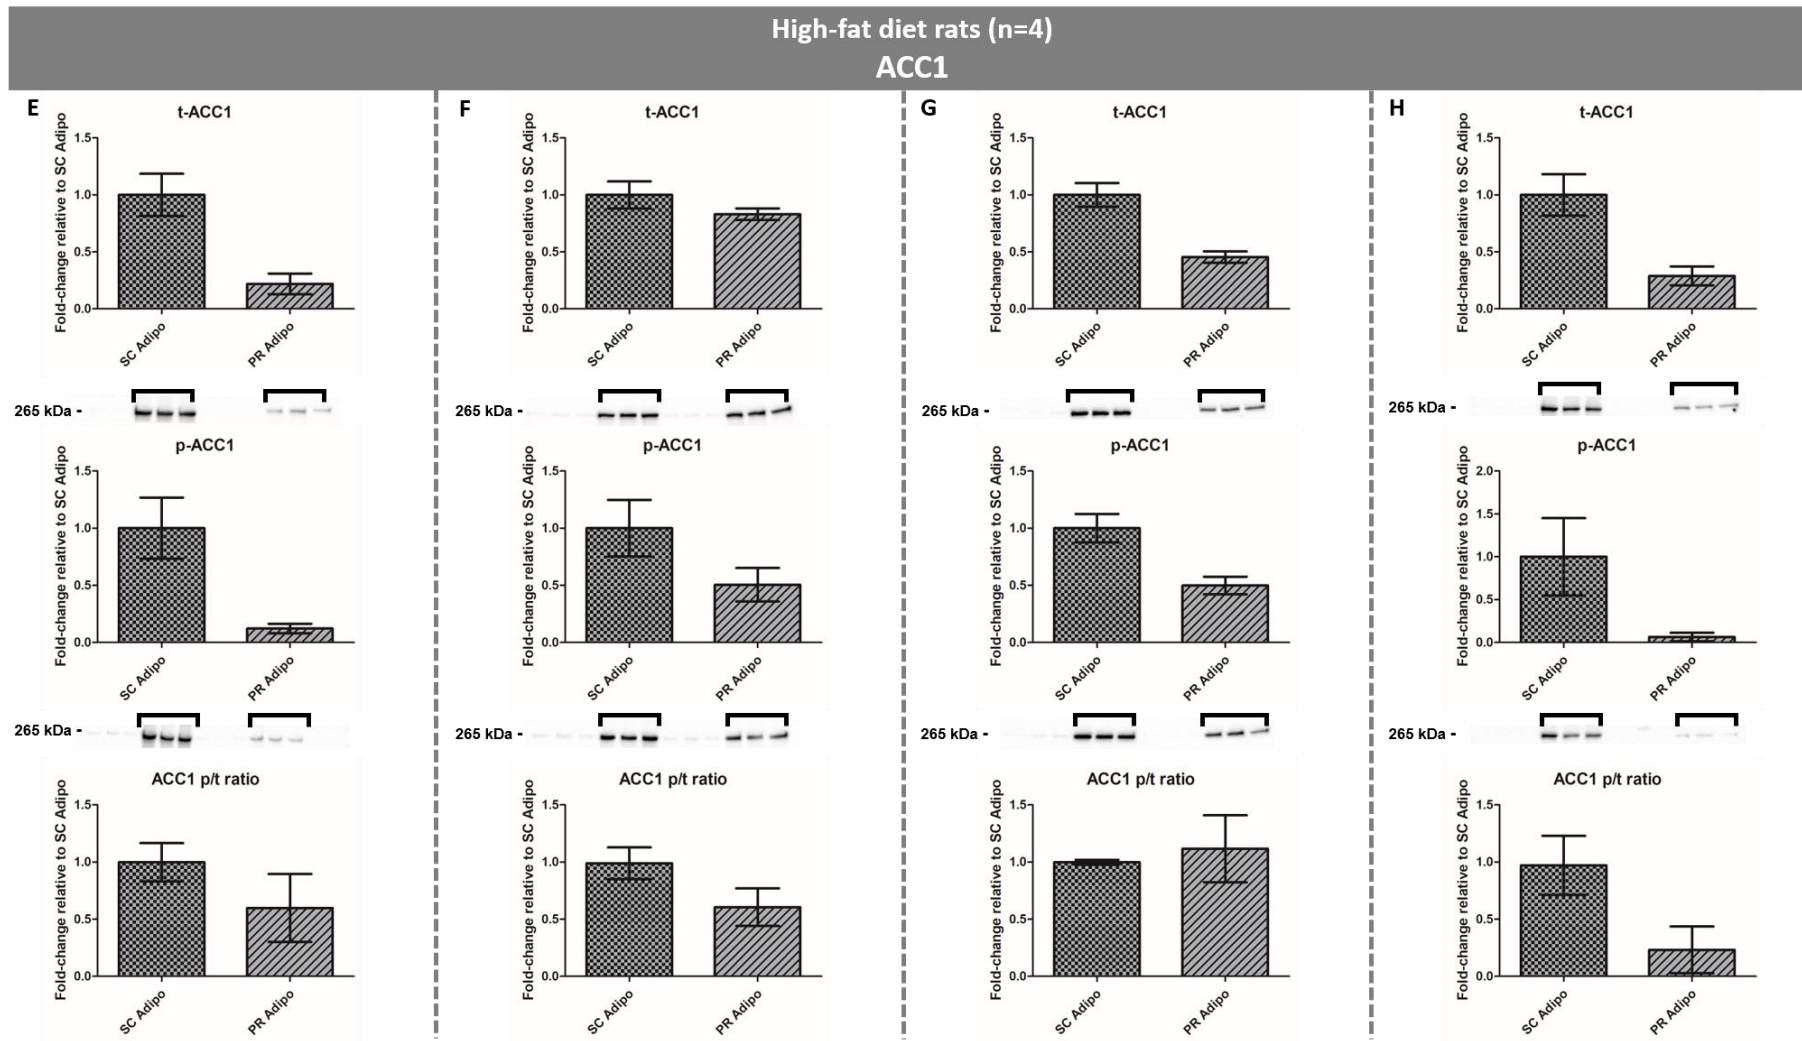 High-fat diet rats (n=4)
ACC1
E
t-ACC1
Fold-change relative to SC Adipo
1.5
1.0
0.5
0.0
SC Adipo
PR Adipo
265 kDa -
p-ACC1
Fold-change relative to SC Adipo
1.5
1.0
0.5
0.0
SC Adipo
PR Adipo
265 kDa -
ACC1 p/t ratio
Fold-change relative to SC Adipo
1.5
1.0
0.5
0.0
SC Adipo
PR Adipo
F
t-ACC1
Fold-change relative to SC Adipo
1.5
1.0
0.5
0.0
SC Adipo
PR Adipo
265 kDa -
p-ACC1
Fold-change relative to SC Adipo
1.5
1.0
0.5
0.0
SC Adipo
PR Adipo
265 kDa -
ACC1 p/t ratio
Fold-change relative to SC Adipo
1.5
1.0
0.5
0.0
SC Adipo
PR Adipo
G
t-ACC1
Fold-change relative to SC Adipo
1.5
1.0
0.5
0.0
SC Adipo
PR Adipo
265 kDa -
p-ACC1
Fold-change relative to SC Adipo
1.5
1.0
0.5
0.0
SC Adipo
PR Adipo
265 kDa -
ACC1 p/t ratio
Fold-change relative to SC Adipo
1.5
1.0
0.5
0.0
SC Adipo
PR Adipo
H
t-ACC1
Fold-change relative to SC Adipo
1.5
1.0
0.5
0.0
SC Adipo
PR Adipo
265 kDa -
p-ACC1
Fold-change relative to SC Adipo
2.0
1.5
1.0
0.5
0.0
SC Adipo
PR Adipo
265 kDa -
ACC1 p/t ratio
Fold-change relative to SC Adipo
1.5
1.0
0.5
0.0
SC Adipo
PR Adipo